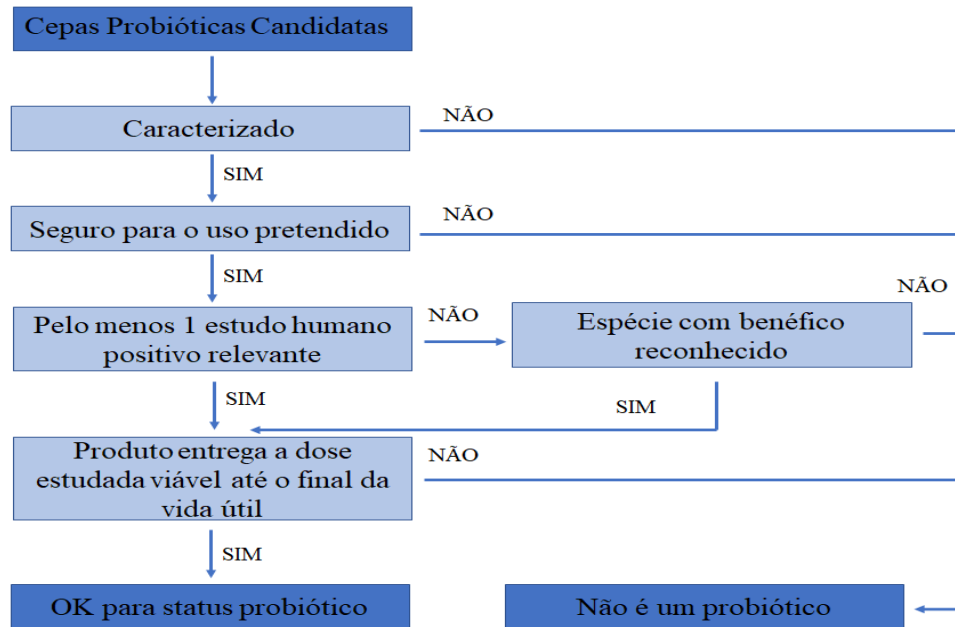 Cepas Probióticas Candidatas
NÃO
Caracterizado
SIM
NÃO
Seguro para o uso pretendido
SIM
NÃO
Pelo menos 1 estudo humano
positivo relevante
NÃO
Espécie com benéfico
reconhecido
SIM
SIM
Produto entrega a dose
estudada viável até o final da
vida útil
NÃO
SIM
OK para status probiótico
Não é um probiótico